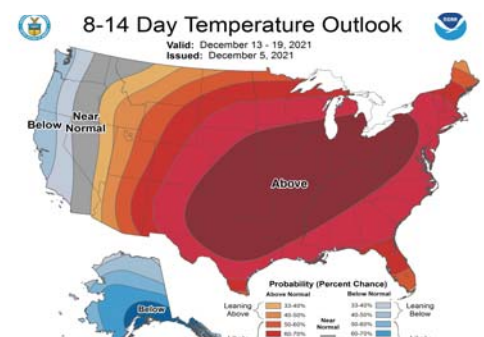 8-14 Day Temperature Outlook
Valid: December 13 - 19, 2021
Issued: December 5, 2021
NOAA
Below
Near
Normal
Above
Below
Probability (Percent Chance)
Above Normal
Below Normal
Leaning
Above
33-40%
40-50%
50-60%
60-70%
Near
Normal
33-40%
40-50%
50-60%
60-70%
Leaning
Below